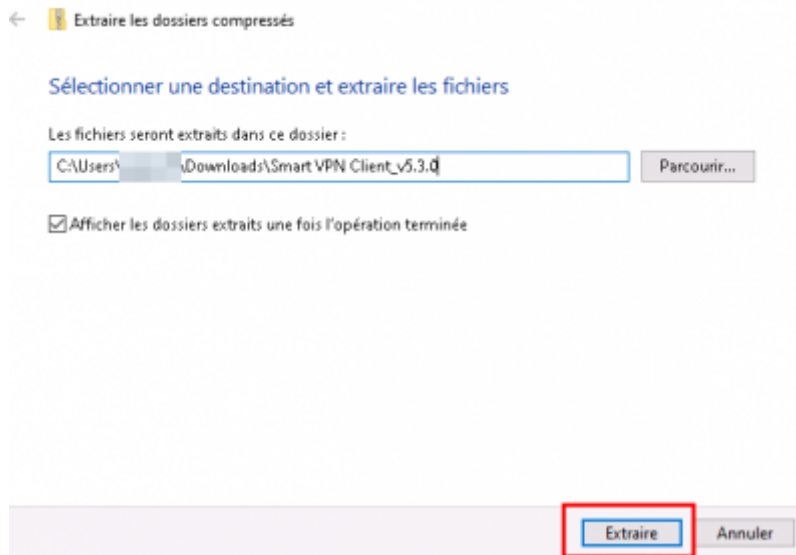 Extraire les dossiers compressés
Sélectionner une destination et extraire les fichiers
Les fichiers seront extraits dans ce dossier :
C:\Users\ \Downloads\Smart VPN Client_v5.3.0
Parcourir...
Afficher les dossiers extraits une fois l'opération terminée
Extraire
Annuler